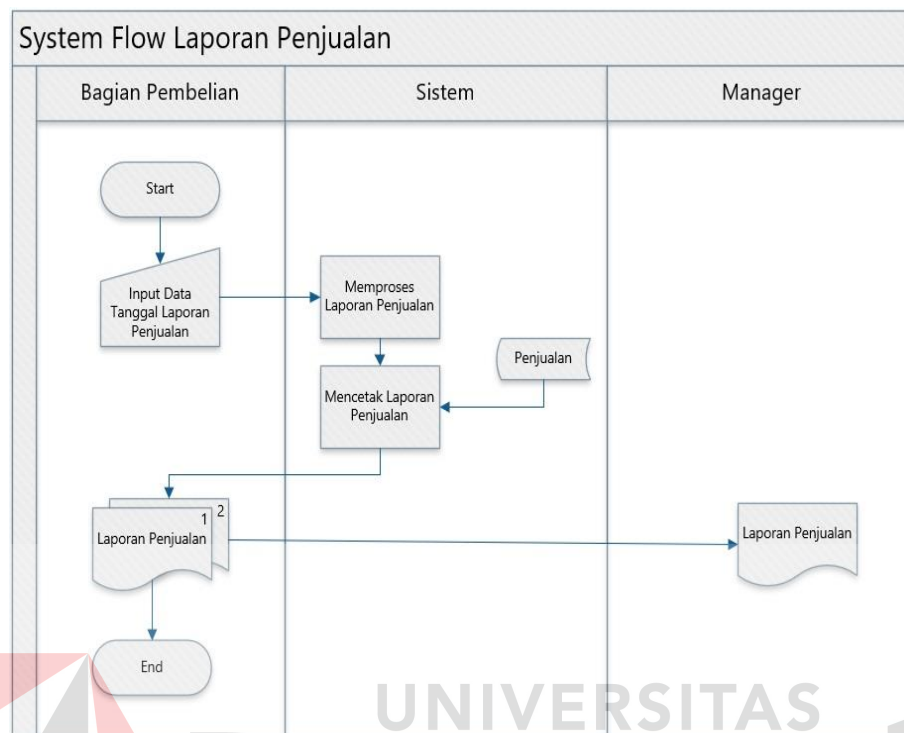 System Flow Laporan Penjualan
Bagian Pembelian
Sistem
Manager
Start
Input Data
Tanggal Laporan
Penjualan
Memproses
Laporan Penjualan
Penjualan
Mencetak Laporan
Penjualan
1
2
Laporan Penjualan
Laporan Penjualan
End
UNIVERSITAS